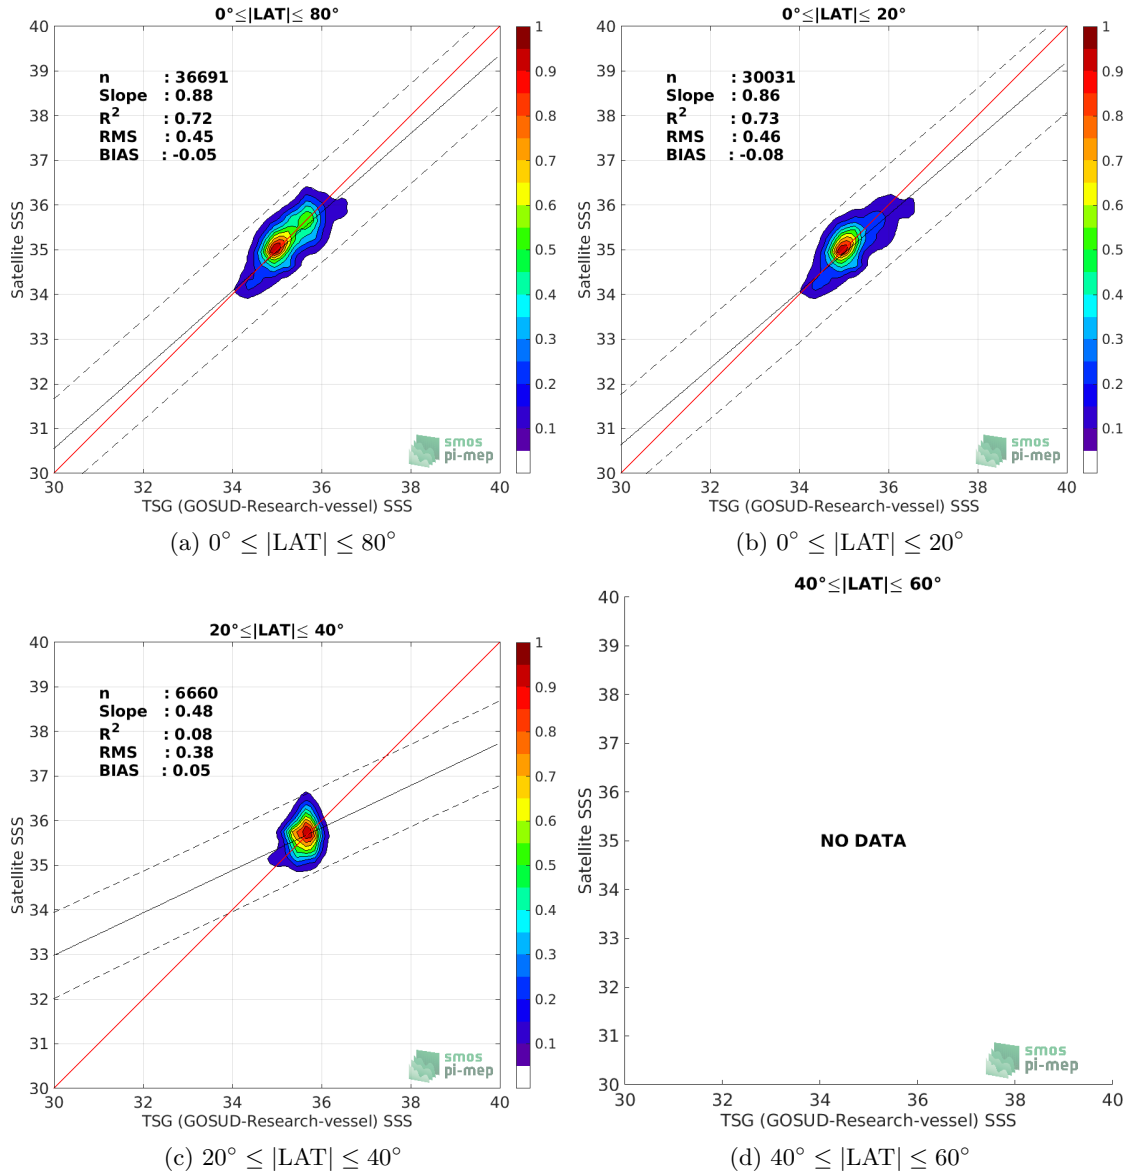 0°≤|LAT|≤ 80°
40
39
38
37
36
35
34
33
32
31
30
Satellite SSS
n : 36691
Slope : 0.88
R2 : 0.72
RMS : 0.45
BIAS : -0.05
smos
pi-mep
30 32 34 36 38 40
TSG (GOSUD-Research-vessel) SSS
1
0.9
0.8
0.7
0.6
0.5
0.4
0.3
0.2
0.1
(a) 0° ≤ |LAT| ≤ 80°
0°≤|LAT|≤ 20°
40
39
38
37
36
35
34
33
32
31
30
Satellite SSS
n : 30031
Slope : 0.86
R2 : 0.73
RMS : 0.46
BIAS : -0.08
smos
pi-mep
30 32 34 36 38 40
TSG (GOSUD-Research-vessel) SSS
1
0.9
0.8
0.7
0.6
0.5
0.4
0.3
0.2
0.1
(b) 0° ≤ |LAT| ≤ 20°
20°≤|LAT|≤ 40°
40
39
38
37
36
35
34
33
32
31
30
Satellite SSS
n : 6660
Slope : 0.48
R2 : 0.08
RMS : 0.38
BIAS : 0.05
smos
pi-mep
30 32 34 36 38 40
TSG (GOSUD-Research-vessel) SSS
1
0.9
0.8
0.7
0.6
0.5
0.4
0.3
0.2
0.1
(c) 20° ≤ |LAT| ≤ 40°
40°≤|LAT|≤ 60°
40
39
38
37
36
35
34
33
32
31
30
Satellite SSS
NO DATA
smos
pi-mep
30 32 34 36 38 40
TSG (GOSUD-Research-vessel) SSS
(d) 40° ≤ |LAT| ≤ 60°